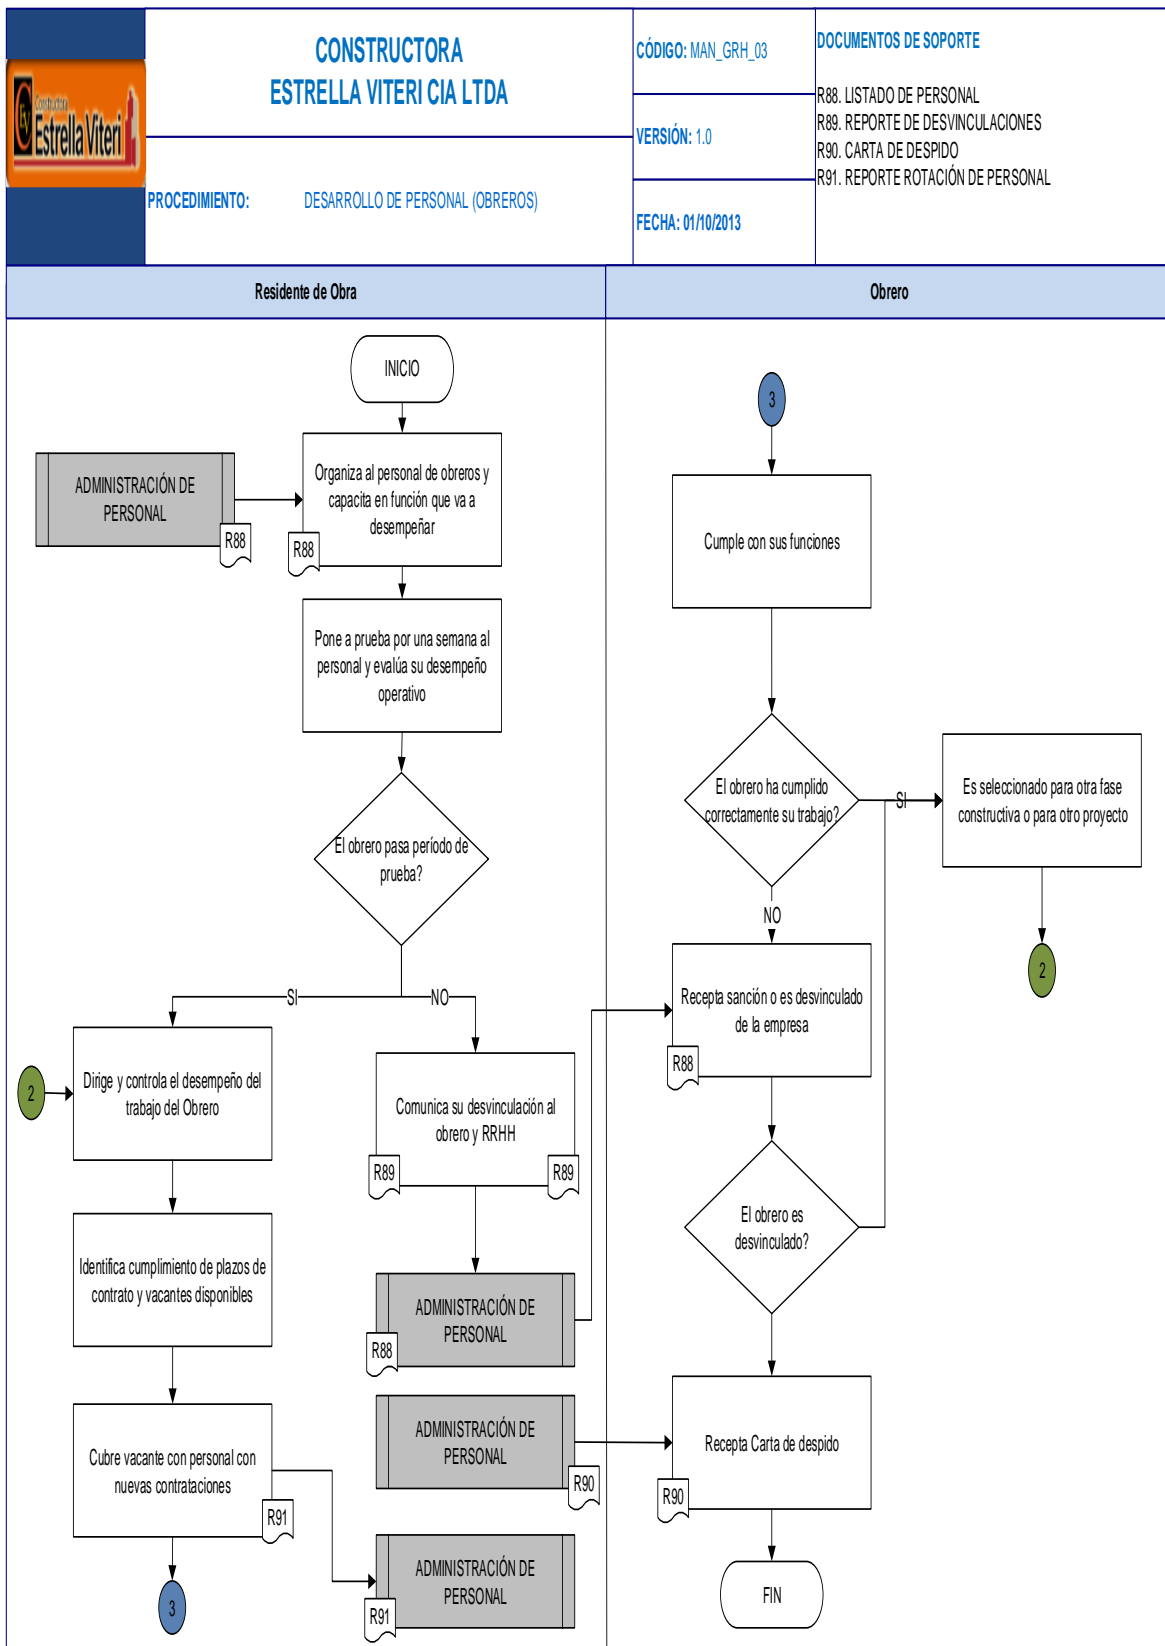 CONSTRUCTORA
ESTRELLA VITERI CIA LTDA
Constructora
Estrella Viteri
EV
PROCEDIMIENTO: DESARROLLO DE PERSONAL (OBREROS)
CÓDIGO: MAN_GRH_03
VERSIÓN: 1.0
FECHA: 01/10/2013
DOCUMENTOS DE SOPORTE
R88. LISTADO DE PERSONAL
R89. REPORTE DE DESVINCULACIONES
R90. CARTA DE DESPIDO
R91. REPORTE ROTACIÓN DE PERSONAL
Residente de Obra
INICIO
ADMINISTRACIÓN DE
PERSONAL
R88
Organiza al personal de obreros y
capacita en función que va a
desempeñar
R88
Pone a prueba por una semana al
personal y evalúa su desempeño
operativo
El obrero pasa período de
prueba?
SI
NO
2
Dirige y controla el desempeño del
trabajo del Obrero
Comunica su desvinculación al
obrero y RRHH
R89
R89
Identifica cumplimiento de plazos de
contrato y vacantes disponibles
ADMINISTRACIÓN DE
PERSONAL
R88
Cubre vacante con personal con
nuevas contrataciones
R91
ADMINISTRACIÓN DE
PERSONAL
R90
3
ADMINISTRACIÓN DE
PERSONAL
R91
Obrero
3
Cumple con sus funciones
El obrero ha cumplido
correctamente su trabajo?
SI
Es seleccionado para otra fase
constructiva o para otro proyecto
2
NO
Recepta sanción o es desvinculado
de la empresa
R88
El obrero es
desvinculado?
Recepta Carta de despido
R90
FIN